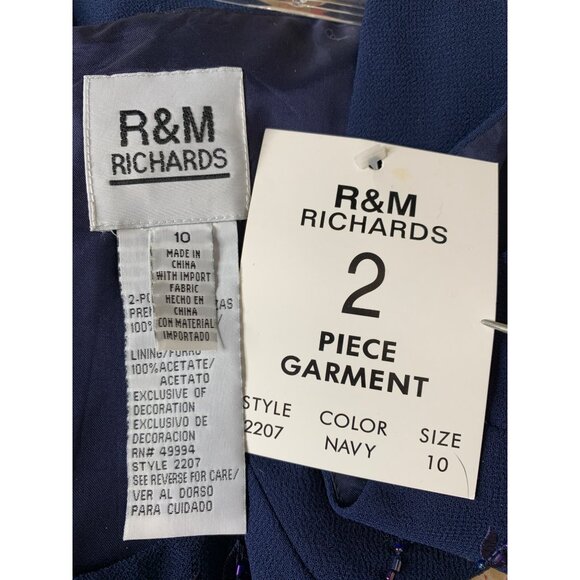 R&M
RICHARDS
10
MADE IN
CHINA
WITH IMPORT
FABRIC
HECHO EN
CHINA
CON MATERIAL
IMPORTADO
100%
LINING/FORRO
100%ACETATE/
ACETATO
EXCLUSIVE OF
DECORATION
EXCLUSIVO DE
DECORACION
RN# 49994
STYLE 2207
SEE REVERSE FOR CARE/
VER AL DORSO
PARA CUIDADO
R&M
RICHARDS
2
PIECE
GARMENT
STYLE COLOR SIZE
2207 NAVY 10